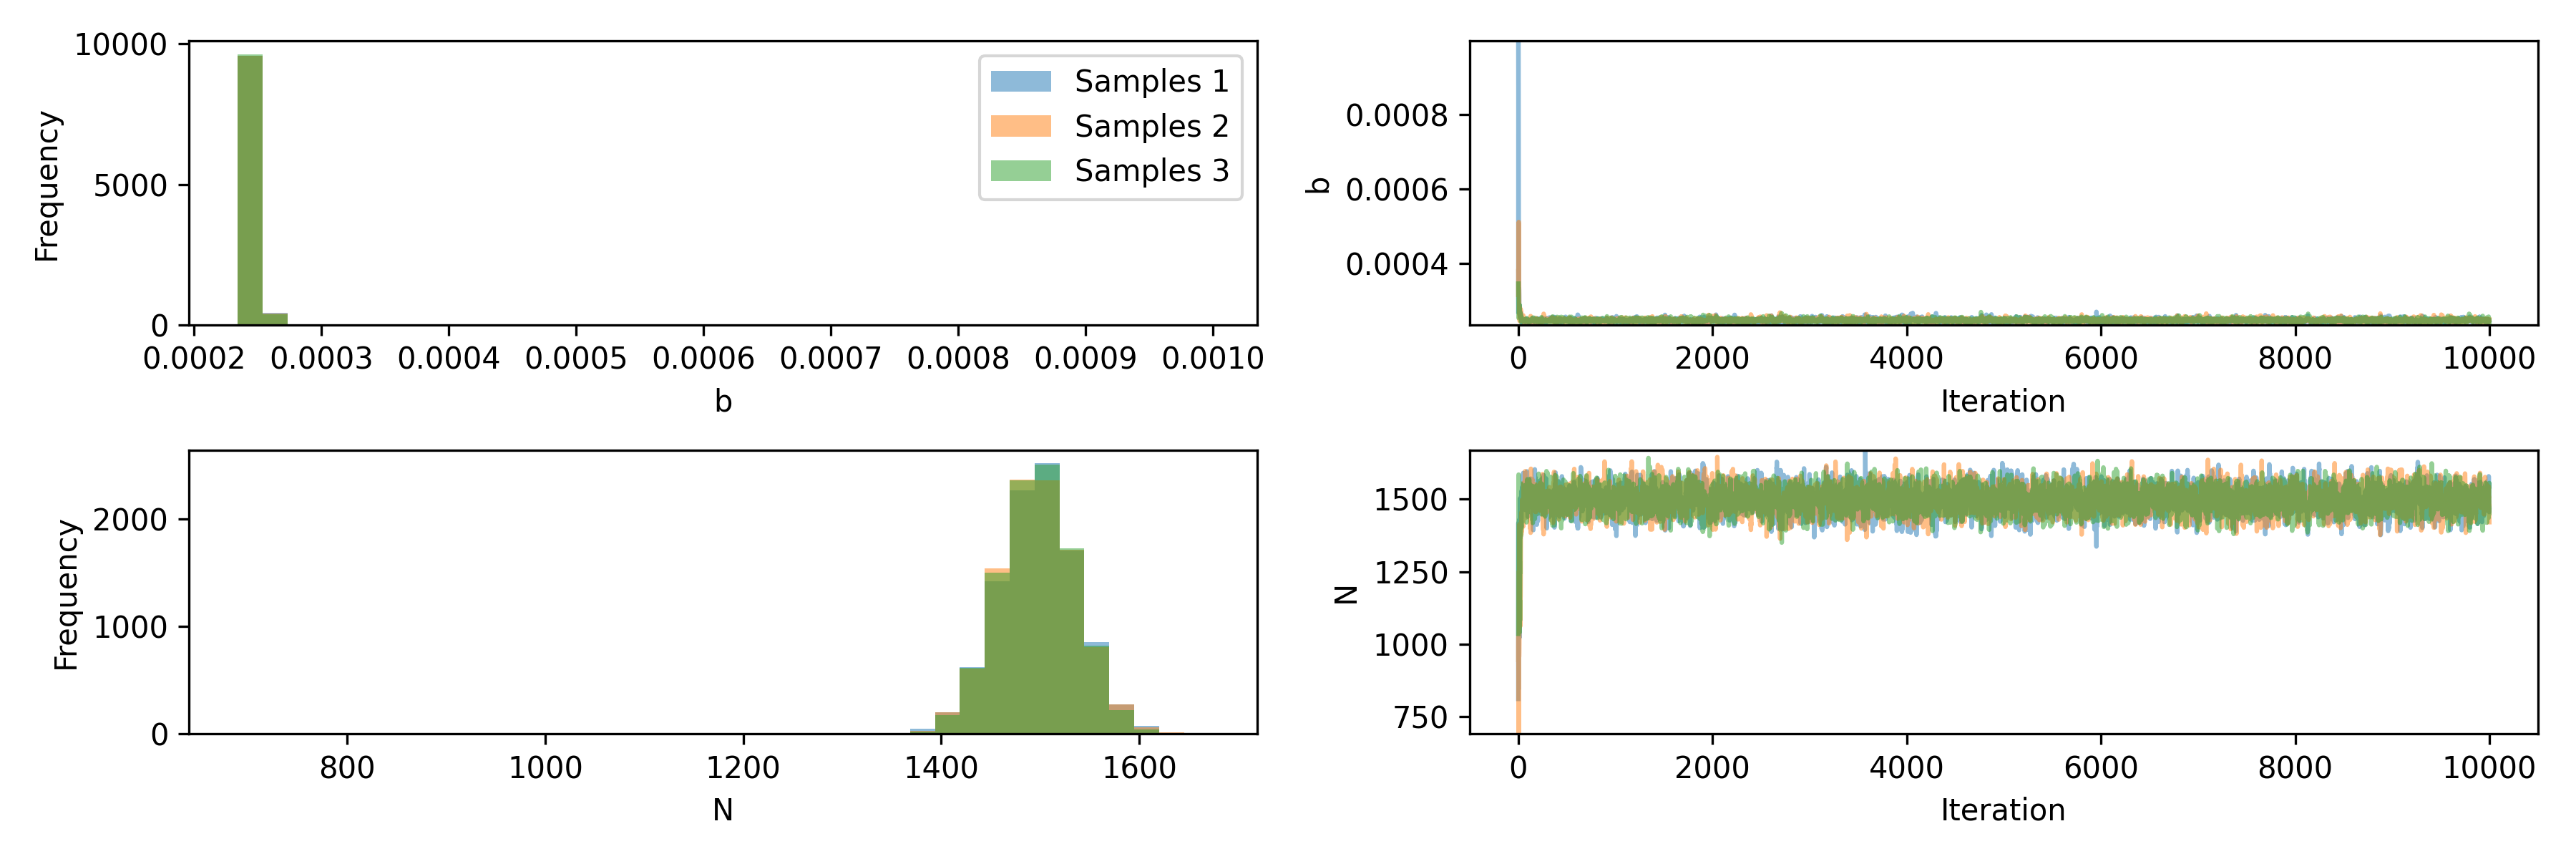 10000
5000
0
Frequency
Samples 1
Samples 2
Samples 3
0.0002 0.0003 0.0004 0.0005 0.0006 0.0007 0.0008 0.0009 0.0010
b
0.0008
0.0006
0.0004
b
0 2000 4000 6000 8000 10000
Iteration
2000
1000
0
Frequency
800 1000 1200 1400 1600
N
1500
1250
1000
750
N
0 2000 4000 6000 8000 10000
Iteration